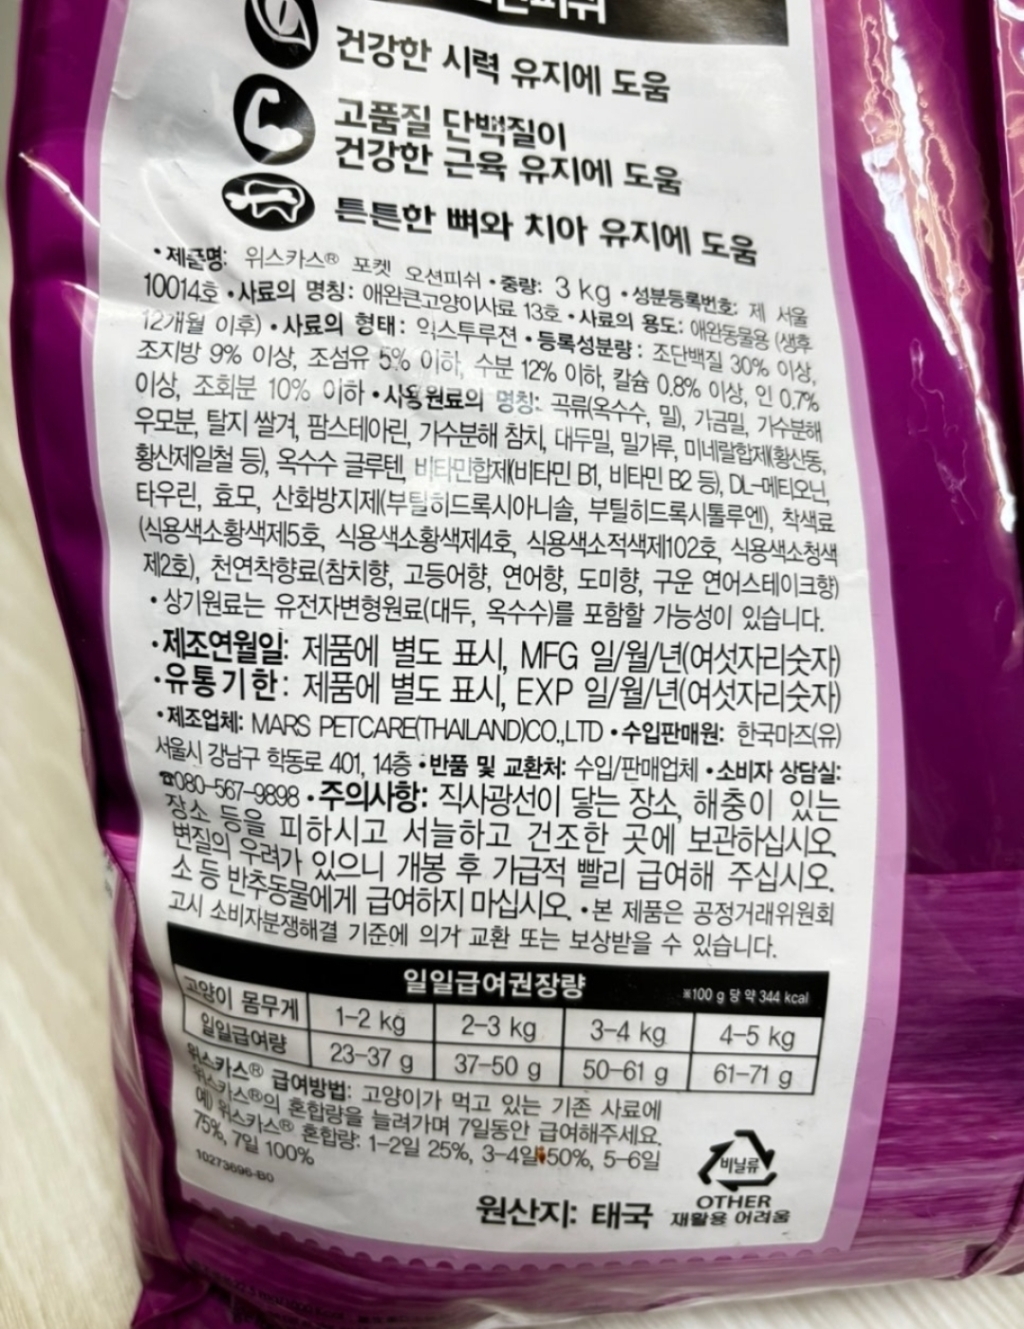 건강한 시력 유지에 도움
고품질 단백질이
건강한 근육 유지에 도움
튼튼한 뼈와 치아 유지에 도움
• 제품명: 위스카스® 포켓 오션피쉬 • 중량: 3 kg • 성분등록번호: 제 서울
10014호 • 사료의 명칭: 애완큰고양이사료 13호 • 사료의 용도: 애완동물용 (생후
12개월 이후) • 사료의 형태: 익스투루젼 • 등록성분량: 조단백질 30% 이상,
조지방 9% 이상, 조섬유 5% 이하, 수분 12% 이하, 칼슘 0.8% 이상, 인 0.7%
이상, 조회분 10% 이하 • 사용원료의 명칭: 곡류(옥수수, 밀), 가금밀, 가수분해
우모분, 탈지 쌀겨, 팜스테아린, 가수분해 참치, 대두밀, 밀가루, 미네랄합제(황산동,
황산제일철 등), 옥수수 글루텐, 비타민합제(비타민 B1, 비타민 B2 등), DL-메티오닌,
타우린, 효모, 산화방지제(부틸히드록시아니솔, 부틸히드록시톨루엔), 착색료
(식용색소황색제5호, 식용색소황색제4호, 식용색소적색제102호, 식용색소청색
제2호), 천연착향료(참치향, 고등어향, 연어향, 도미향, 구운 연어스테이크향)
• 상기원료는 유전자변형원료(대두, 옥수수)를 포함할 가능성이 있습니다.
•제조연월일: 제품에 별도 표시, MFG 일/월/년(여섯자리숫자)
•유통기한: 제품에 별도 표시, EXP 일/월/년(여섯자리숫자)
• 제조업체: MARS PETCARE(THAILAND)CO.,LTD • 수입판매원: 한국마즈(유)
서울시 강남구 학동로 401, 14층 • 반품 및 교환처: 수입/판매업체 • 소비자 상담실:
☎080-567-9898 • 주의사항: 직사광선이 닿는 장소, 해충이 있는
장소 등을 피하시고 서늘하고 건조한 곳에 보관하십시오.
변질의 우려가 있으니 개봉 후 가급적 빨리 급여해 주십시오.
소 등 반추동물에게 급여하지 마십시오. • 본 제품은 공정거래위원회
고시 소비자분쟁해결 기준에 의거 교환 또는 보상받을 수 있습니다.
일일급여권장량 ※100 g 당 약 344 kcal
고양이 몸무게 1-2 kg 2-3 kg 3-4 kg 4-5 kg
일일급여량 23-37 g 37-50 g 50-61 g 61-71 g
위스카스® 급여방법: 고양이가 먹고 있는 기존 사료에
위스카스®의 혼합량을 늘려가며 7일동안 급여해주세요.
예) 위스카스® 혼합량: 1-2일 25%, 3-4일 50%, 5-6일
75%, 7일 100%
10273696-B0
비닐류
OTHER
재활용 어려움
원산지: 태국